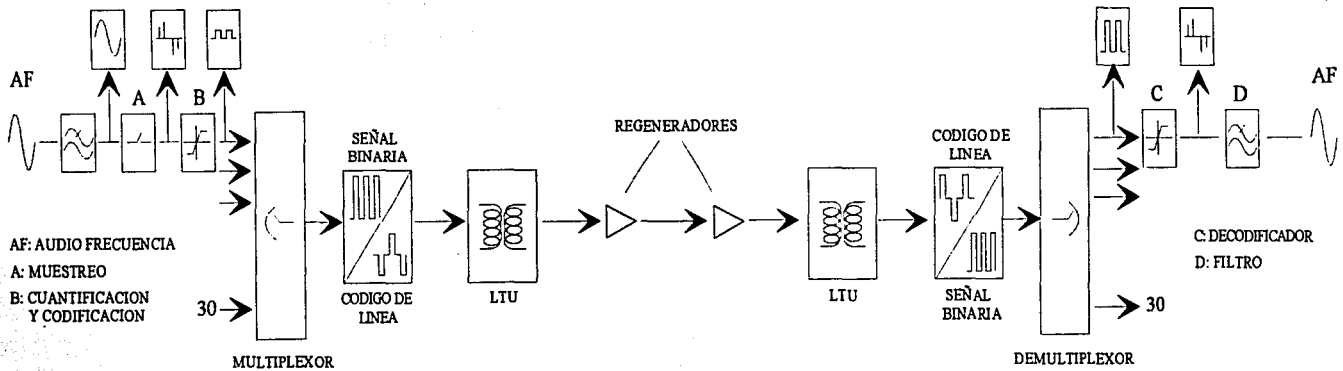 AF
A
B
AF: AUDIO FRECUENCIA
A: MUESTREO
B: CUANTIFICACION
Y CODIFICACION
30
MULTIPLEXOR
SEÑAL
BINARIA
CODIGO DE
LINEA
LTU
REGENERADORES
LTU
CODIGO DE
LINEA
SEÑAL
BINARIA
DEMULTIPLEXOR
C
D
AF
C: DECODIFICADOR
D: FILTRO
30